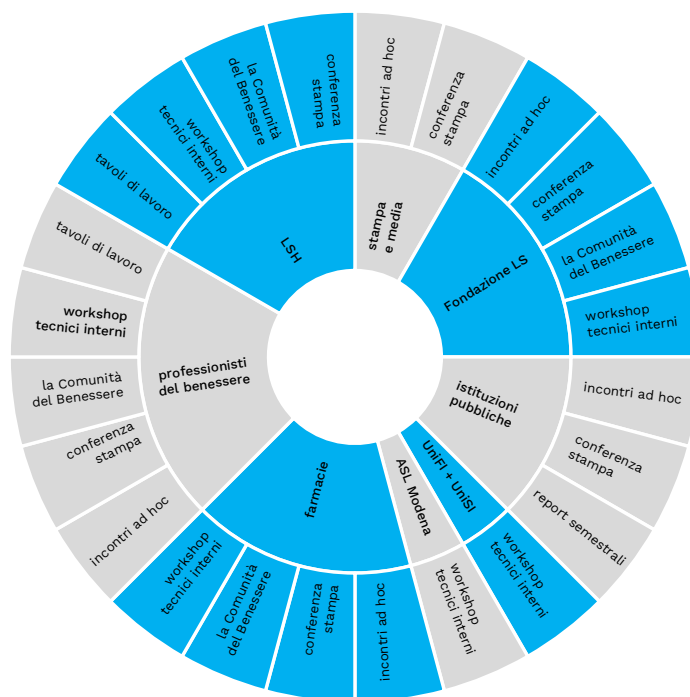 stampa
e media
incontri ad hoc
conferenza
stampa
Fondazione LS
incontri ad hoc
conferenza
stampa
la Comunità
del Benessere
workshop
tecnici interni
istituzioni
pubbliche
incontri ad hoc
conferenza
stampa
report semestrali
UniFI + UniSI
workshop
tecnici interni
ASL Modena
workshop
tecnici interni
farmacie
incontri ad hoc
conferenza
stampa
la Comunità
del Benessere
workshop
tecnici interni
professionisti
del benessere
incontri ad hoc
conferenza
stampa
la Comunità
del Benessere
workshop
tecnici interni
tavoli di lavoro
LSH
tavoli di lavoro
workshop
tecnici interni
la Comunità
del Benessere
conferenza
stampa